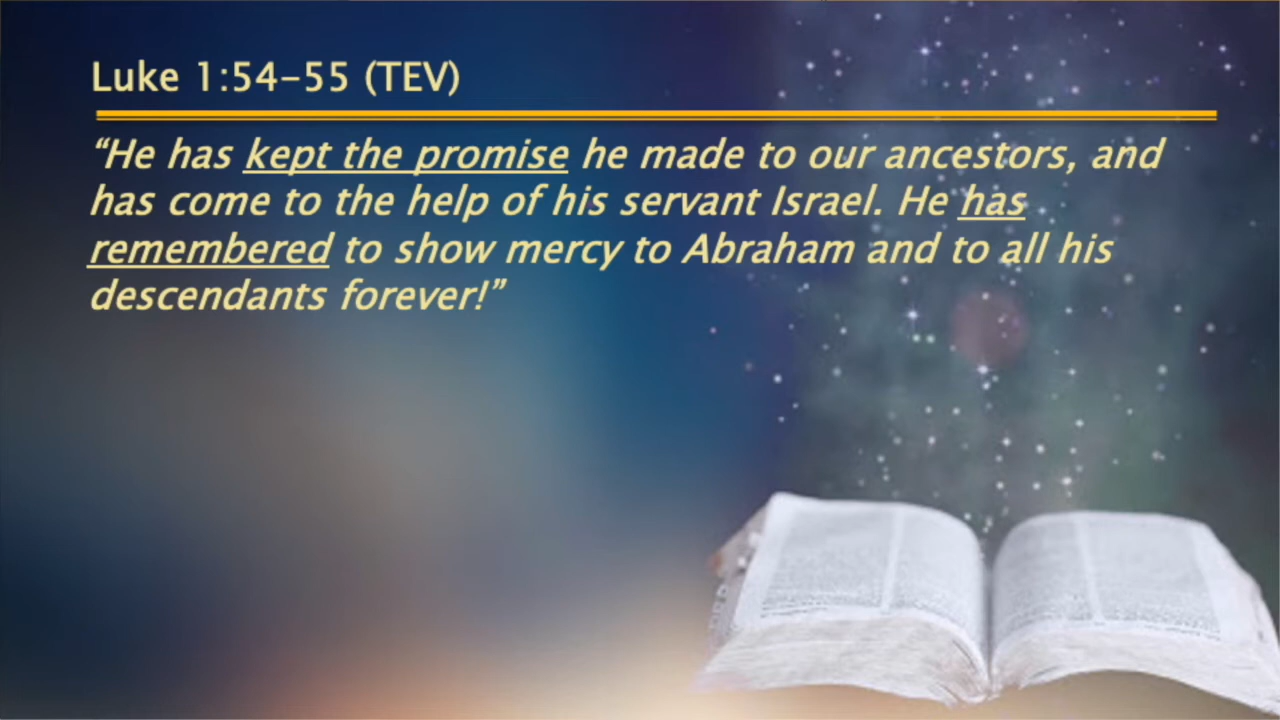 Luke 1:54-55 (TEV)
“He has kept the promise he made to our ancestors, and
has come to the help of his servant Israel. He has
remembered to show mercy to Abraham and to all his
descendants forever!”